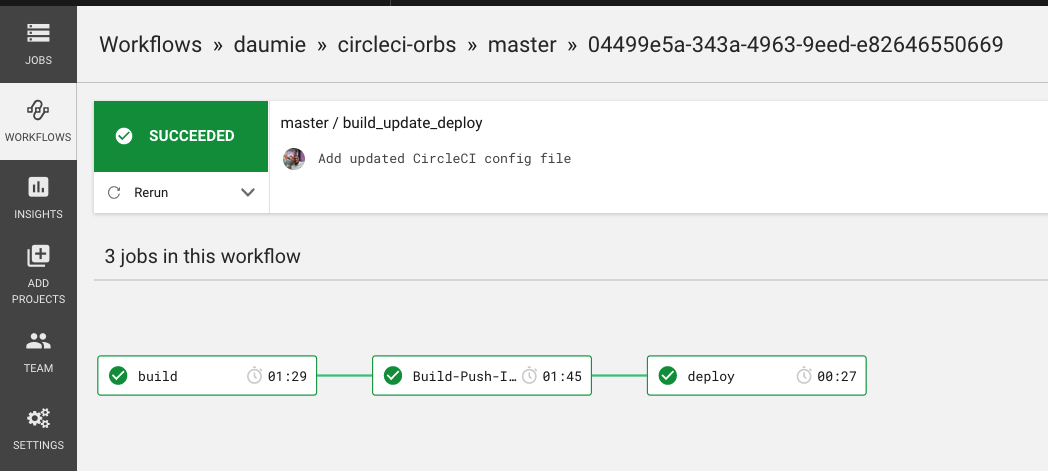 JOBS
WORKFLOWS
INSIGHTS
ADD
PROJECTS
TEAM
SETTINGS
Workflows » daumie » circleci-orbs » master » 04499e5a-343a-4963-9eed-e82646550669
SUCCEEDED
Rerun
master / build_update_deploy
Add updated CircleCI config file
3 jobs in this workflow
build 01:29
Build-Push-I… 01:45
deploy 00:27